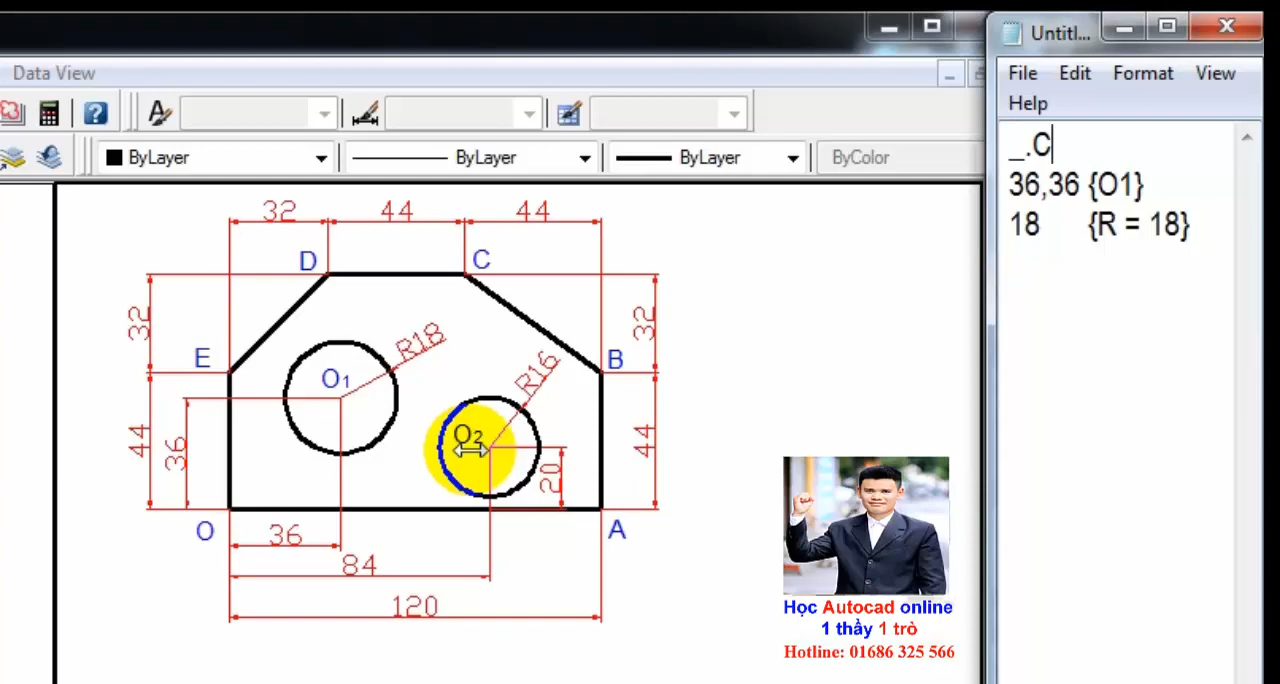 Untitl...
Data View
File Edit Format View
Help
ByLayer
ByLayer
ByLayer
ByColor
_.C
36,36 {O1}
18 {R = 18}
32 44 44
D C
32 32
E B
R18
O1
R16
O2
44 36 20 44
O A
36
84
120
Học Autocad online
1 thầy 1 trò
Hotline: 01686 325 566